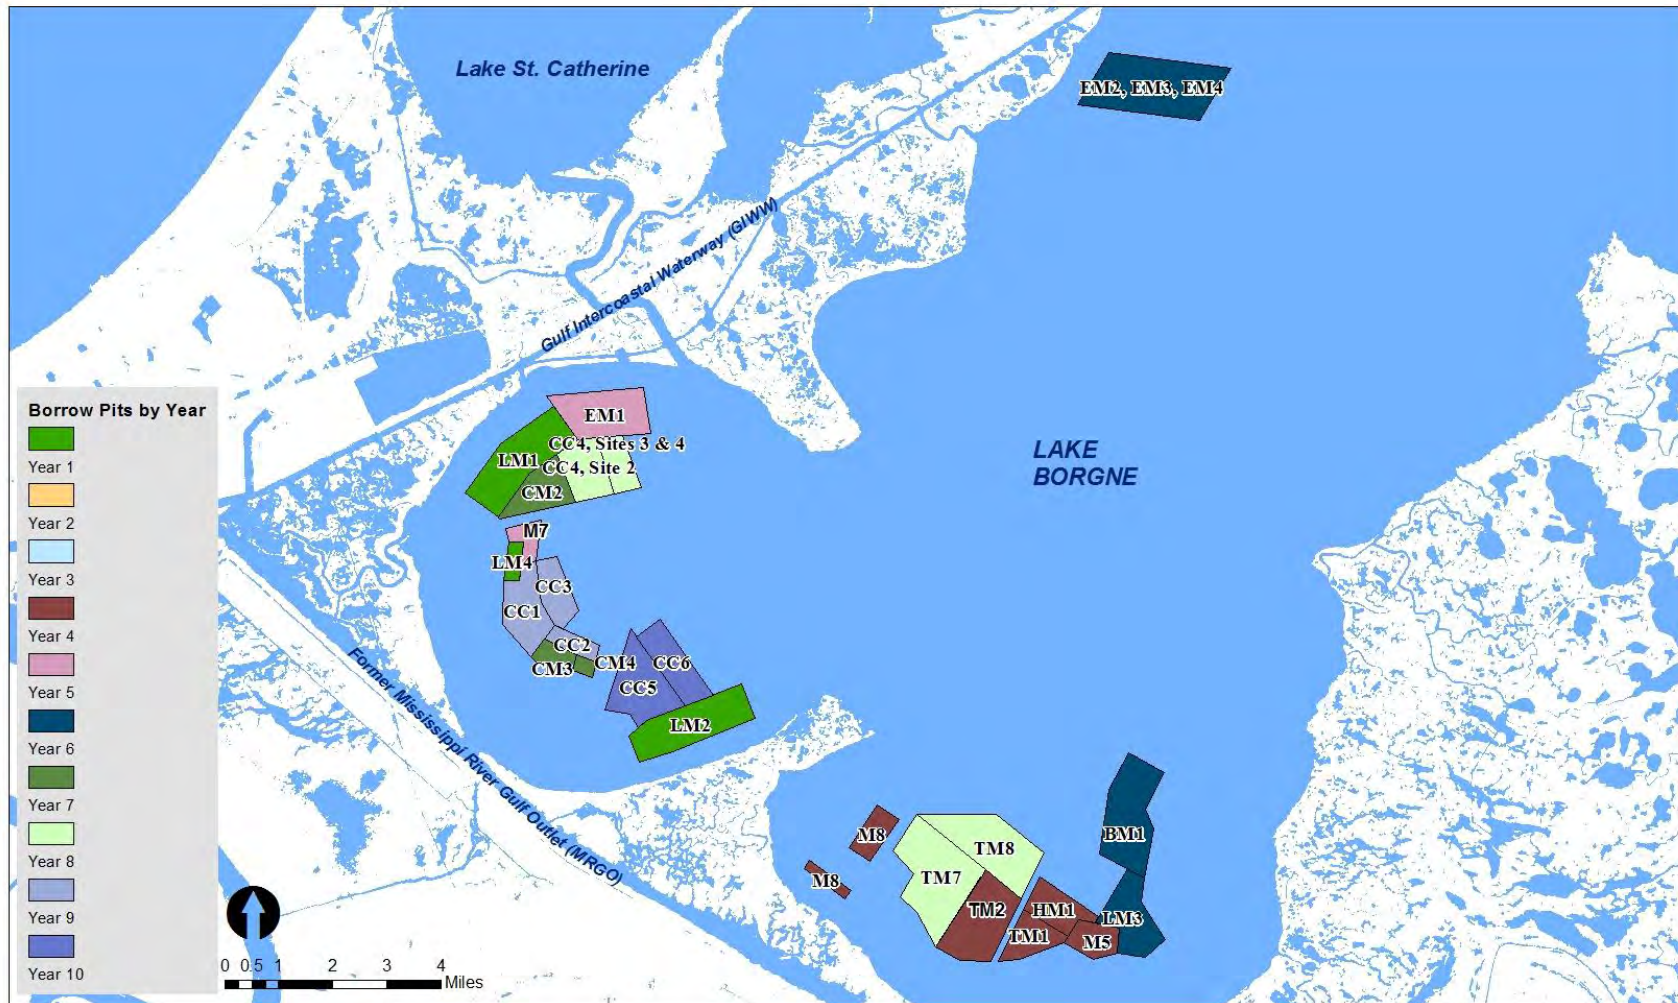 Lake St. Catherine
EM2, EM3, EM4
Gulf Intercoastal Waterway (GIWW)
Borrow Pits by Year
Year 1
Year 2
Year 3
Year 4
Year 5
Year 6
Year 7
Year 8
Year 9
Year 10
EM1
CC4, Sites 3 & 4
LM1
CC4, Site 2
CM2
LAKE
BORGNE
M7
LM4
CC3
CC1
CC2
CM3
CM4
CC6
CC5
LM2
Former Mississippi River Gulf Outlet (MRGO)
M8
M8
TM8
TM7
BM1
TM2
HM1
LM3
TM1
M5
0 0.5 1 2 3 4
Miles